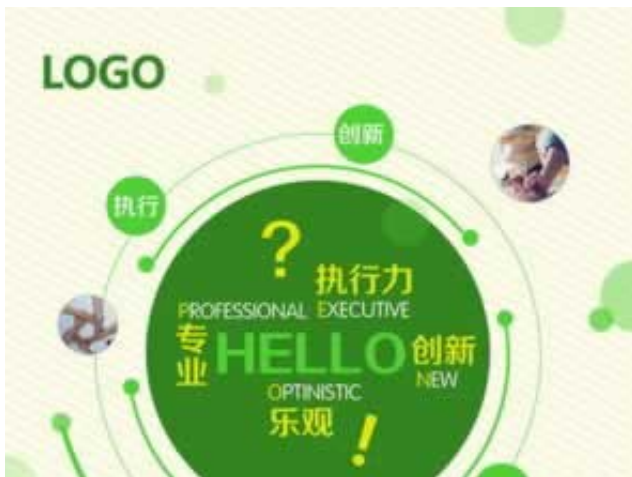 LOGO
创新
执行
?
执行力
PROFESSIONAL EXECUTIVE
专业
HELLO
创新
NEW
OPTINISTIC
乐观
!